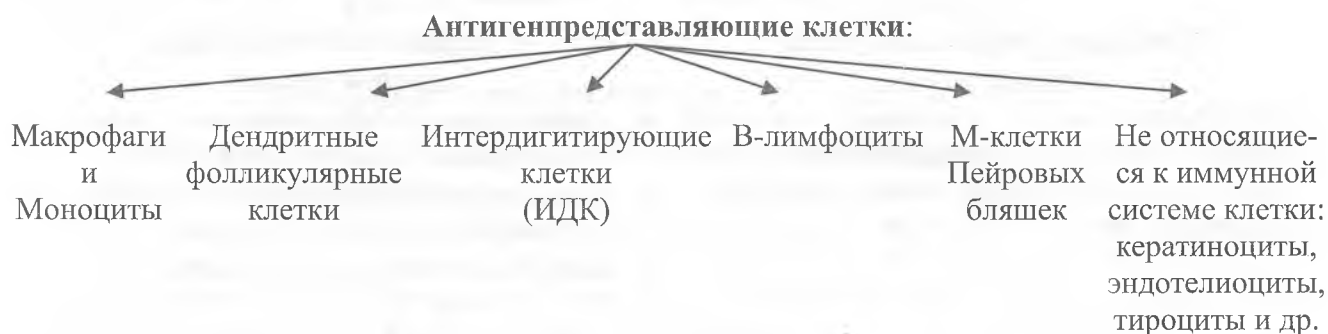 Антигенпредставляющие клетки:
Макрофаги
и
Моноциты
Дендритные
фолликулярные
клетки
Интердигитирующие
клетки
(ИДК)
В-лимфоциты
М-клетки
Пейровых
бляшек
Не относящие-
ся к иммунной
системе клетки:
кератиноциты,
эндотелиоциты,
тироциты и др.